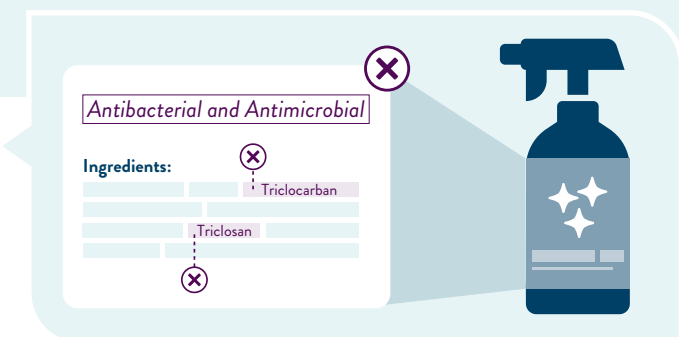 Antibacterial and Antimicrobial
Ingredients:
Triclocarban
Triclosan